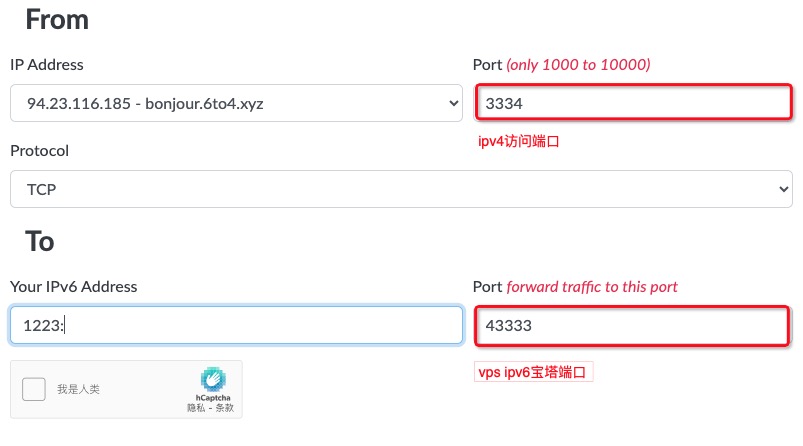 From
IP Address
Port (only 1000 to 10000)
94.23.116.185 - bonjour.6to4.xyz
3334
ipv4访问端口
Protocol
TCP
To
Your IPv6 Address
Port forward traffic to this port
1223:
43333
我是人类
hCaptcha
隐私 - 条款
vps ipv6宝塔端口